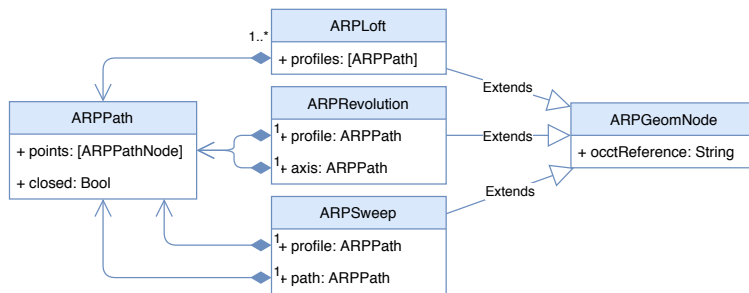 ARPLoft
1..*
+ profiles: [ARPPath]
Extends
ARPPath
+ points: [ARPPathNode]
+ closed: Bool
ARPRevolution
1
+ profile: ARPPath
1
+ axis: ARPPath
Extends
ARPGeomNode
+ occtReference: String
Extends
ARPSweep
1
+ profile: ARPPath
1
+ path: ARPPath